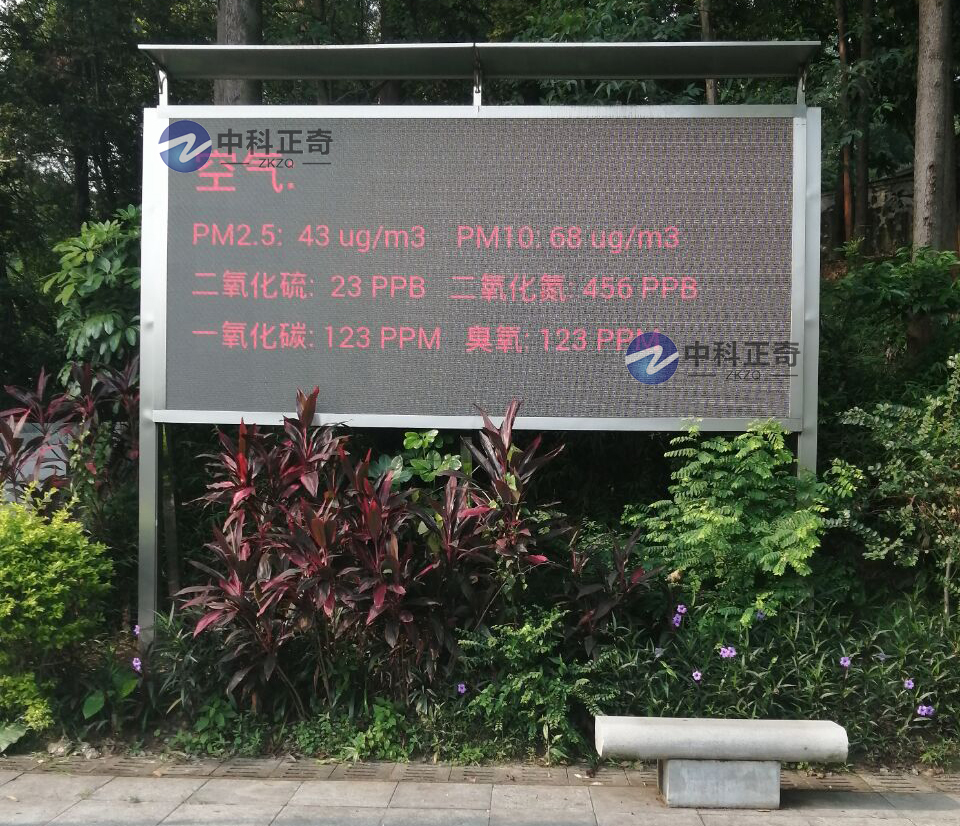 中科正奇
ZKZQ
空气:
PM2.5: 43 ug/m3 PM10: 68 ug/m3
二氧化硫: 23 PPB 二氧化氮: 456 PPB
一氧化碳: 123 PPM 臭氧: 123 PPM
中科正奇
ZKZQ